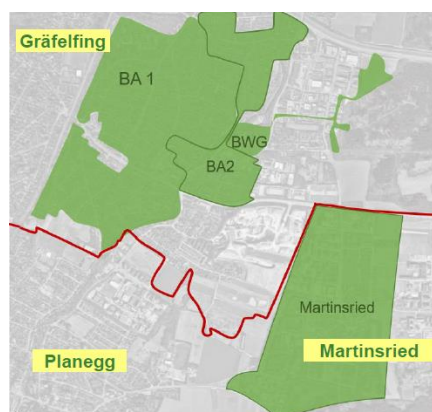 Gräfelfing
BA 1
BWG
BA2
Martinsried
Planegg
Martinsried